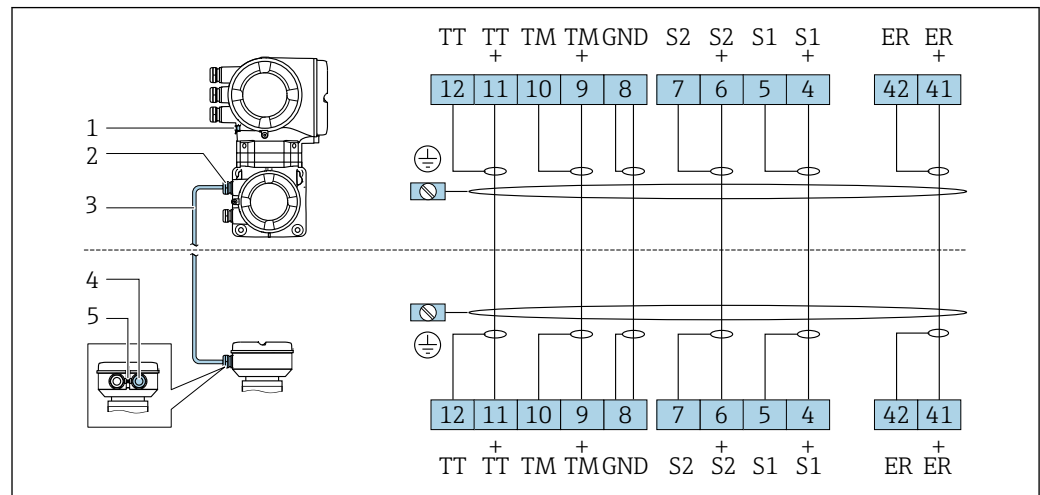 TT TT TM TM GND S2 S2 S1 S1 ER ER
+ + + + +
12 11 10 9 8 7 6 5 4 42 41
1
2
3
4
5
12 11 10 9 8 7 6 5 4 42 41
+ + + + +
TT TT TM TM GND S2 S2 S1 S1 ER ER